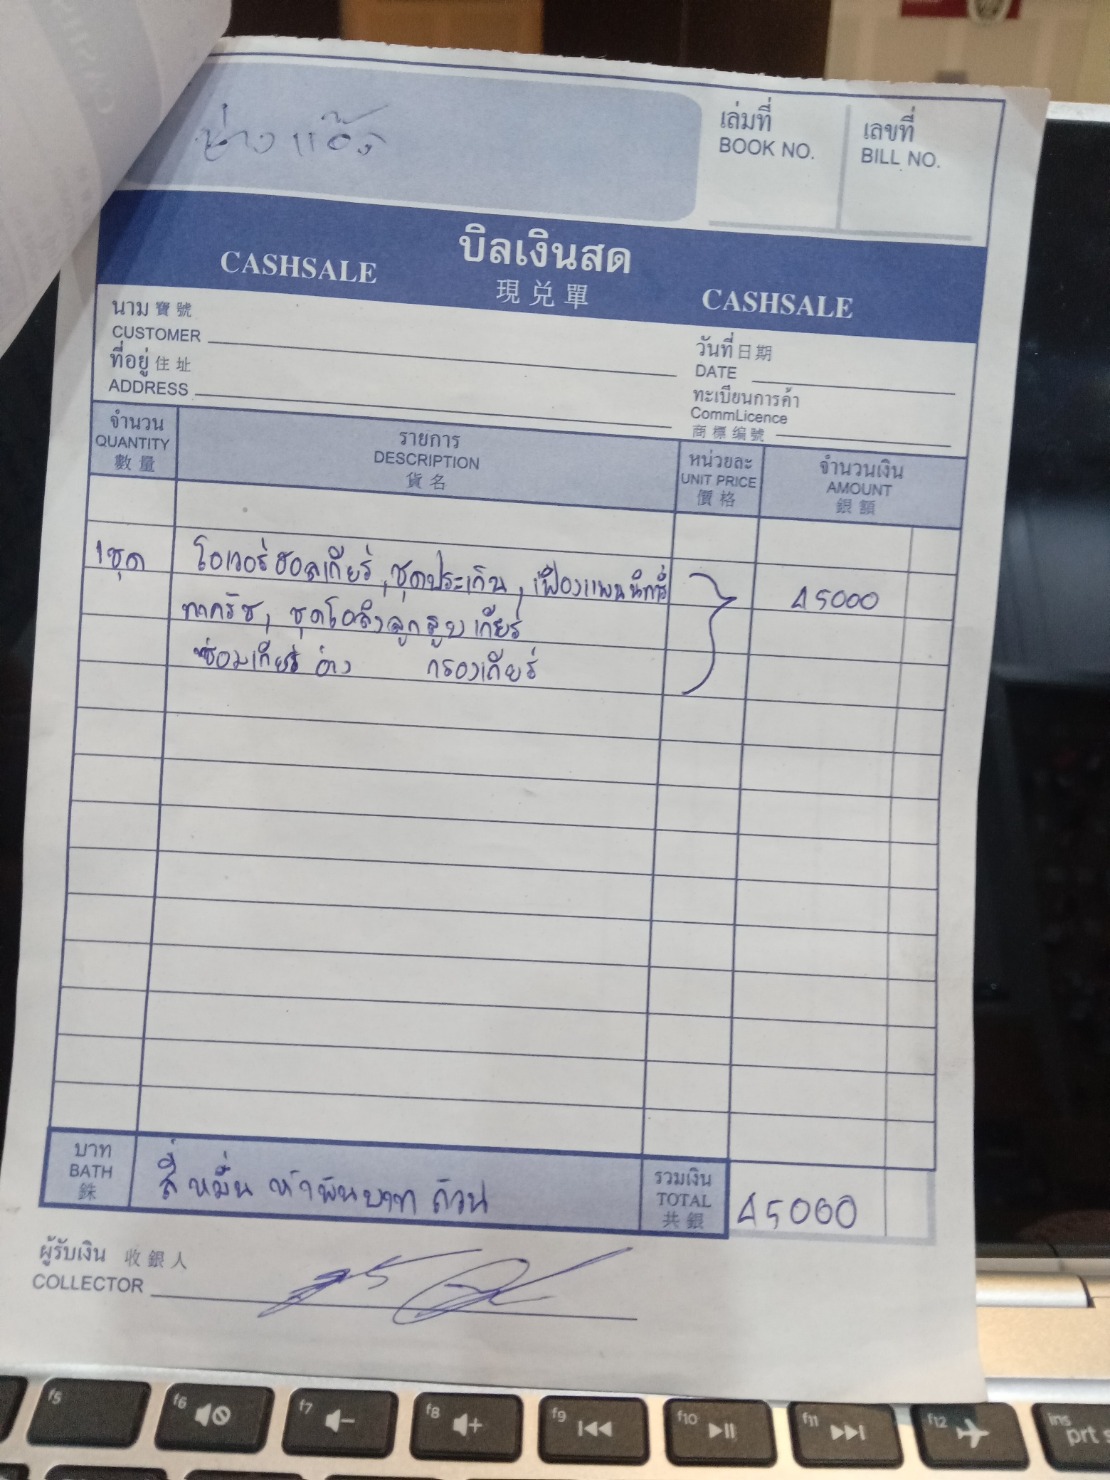 ช่างแอ๊ด
เล่มที่
BOOK NO.
เลขที่
BILL NO.
บิลเงินสด
CASHSALE
現兑單
CASHSALE
นาม 寶號
CUSTOMER
ที่อยู่ 住址
ADDRESS
วันที่ 日期
DATE
ทะเบียนการค้า
CommLicence
商標編號
จำนวน
QUANTITY
數量
รายการ
DESCRIPTION
貨名
หน่วยละ
UNIT PRICE
價格
จำนวนเงิน
AMOUNT
銀額
1ชุด โอเวอร์ฮอลเกียร์, ชุดประเก็น, เฟืองแพนนิทารี่ 45000
ทาครัช, ชุดโอลิงลูกสูบเกียร์
ซ่อมเกียร์ อ่าง กรองเกียร์
บาท
BATH
銖
สี่หมื่นห้าพันบาทถ้วน
รวมเงิน
TOTAL
共銀
45000
ผู้รับเงิน 收銀人
COLLECTOR